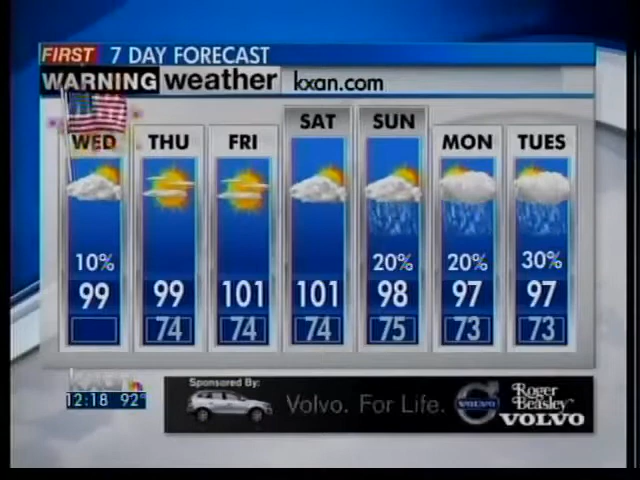 FIRST 7 DAY FORECAST
WARNING weather kxan.com
WED THU FRI SAT SUN MON TUES
10% 20% 20% 30%
99 99 101 101 98 97 97
74 74 74 75 73 73
kxan
12:18 92°
Sponsored By:
Volvo. For Life.
VOLVO
Roger
Beasley
VOLVO